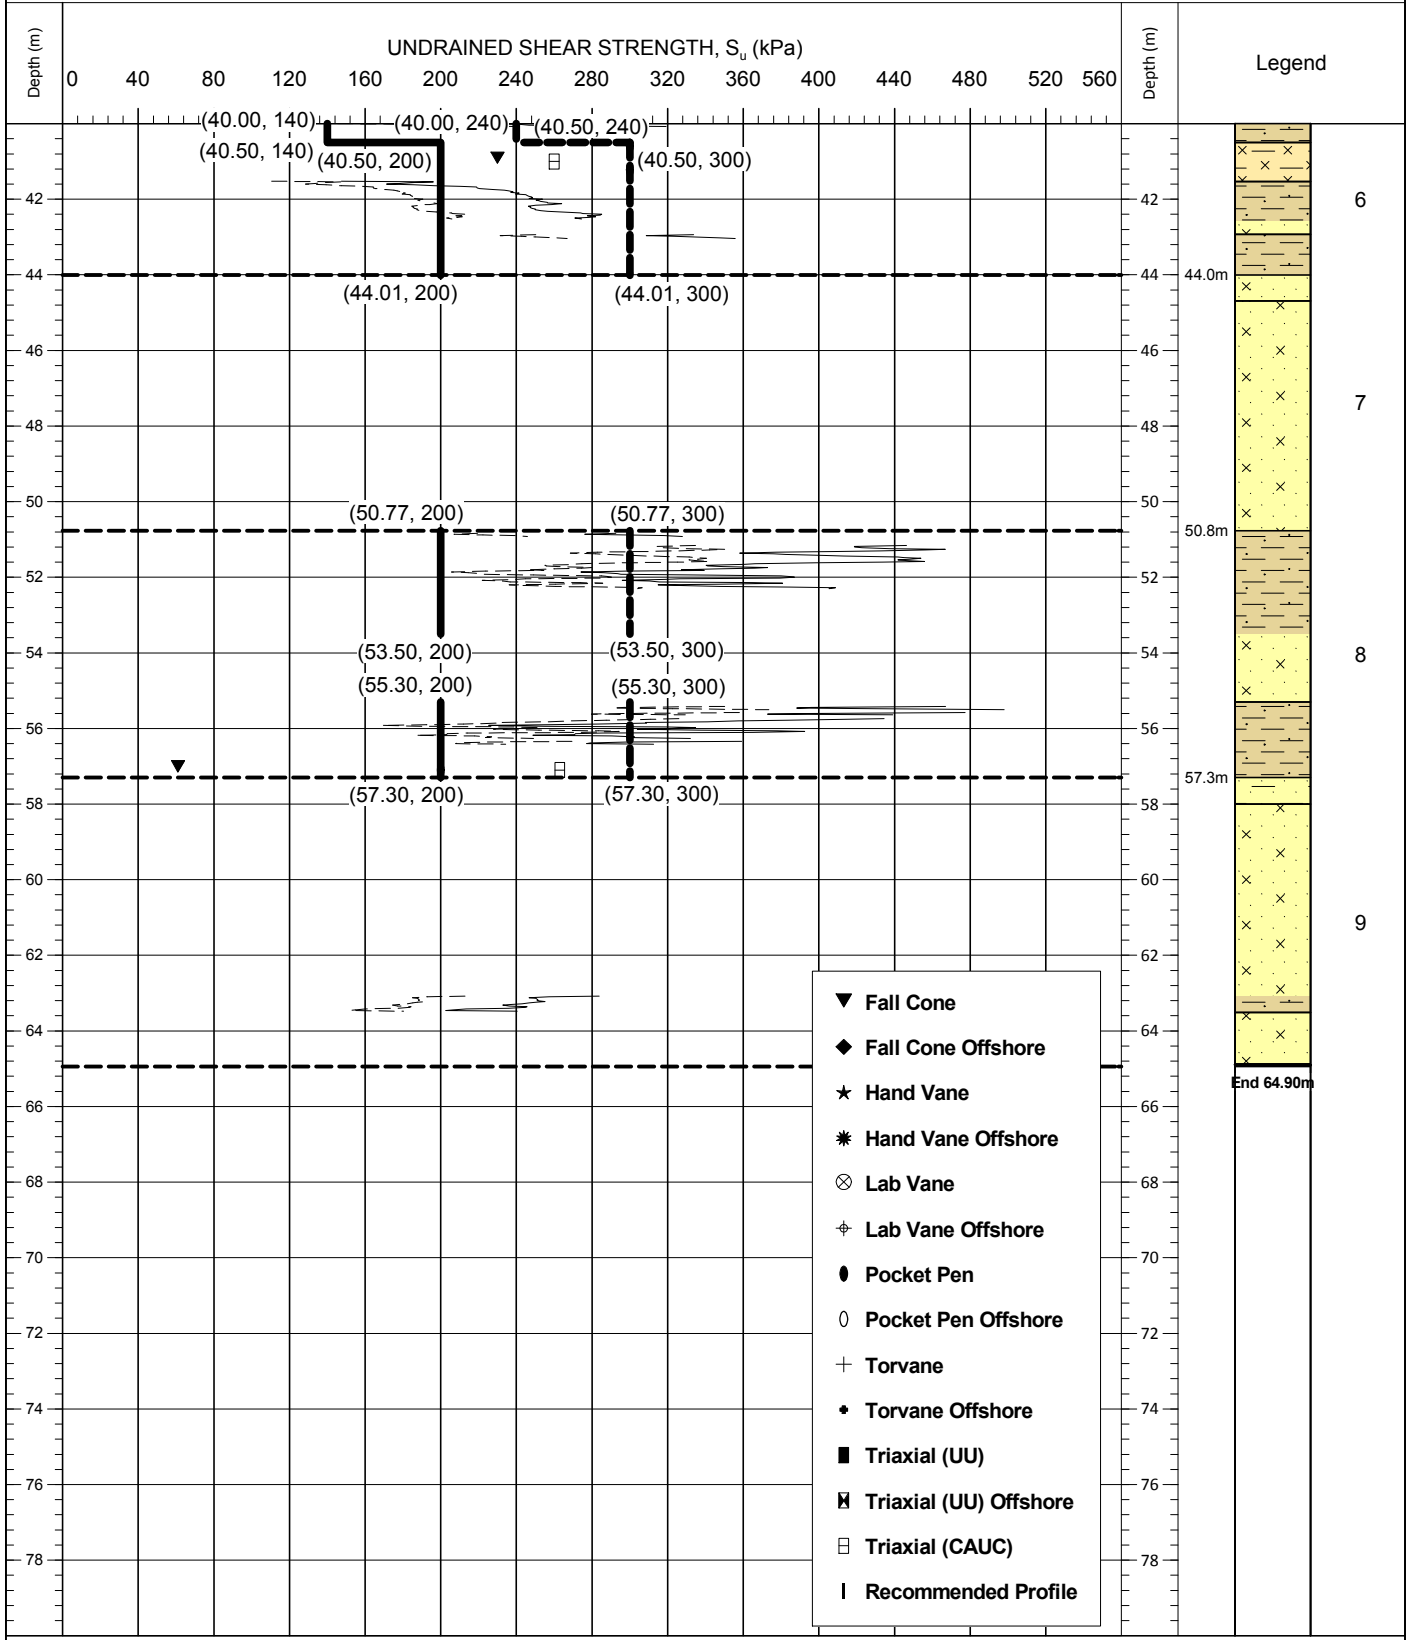 UNDRAINED SHEAR STRENGTH, Su (kPa)
Depth (m)
0 40 80 120 160 200 240 280 320 360 400 440 480 520 560
Depth (m)
Legend
(40.00, 140) (40.00, 240) (40.50, 240)
(40.50, 140) (40.50, 200) (40.50, 300)
42 42 6
44 44 44.0m
(44.01, 200) (44.01, 300)
46 46
7
48 48
50 50
(50.77, 200) (50.77, 300)
50.8m
52 52
(53.50, 200) (53.50, 300)
54 54 8
(55.30, 200) (55.30, 300)
56 56
57.3m
(57.30, 200) (57.30, 300)
58 58
60 60
9
62 62
64 64
End 64.90m
66 66
68 68
70 70
72 72
74 74
76 76
78 78
Fall Cone
Fall Cone Offshore
Hand Vane
Hand Vane Offshore
Lab Vane
Lab Vane Offshore
Pocket Pen
Pocket Pen Offshore
Torvane
Torvane Offshore
Triaxial (UU)
Triaxial (UU) Offshore
Triaxial (CAUC)
Recommended Profile